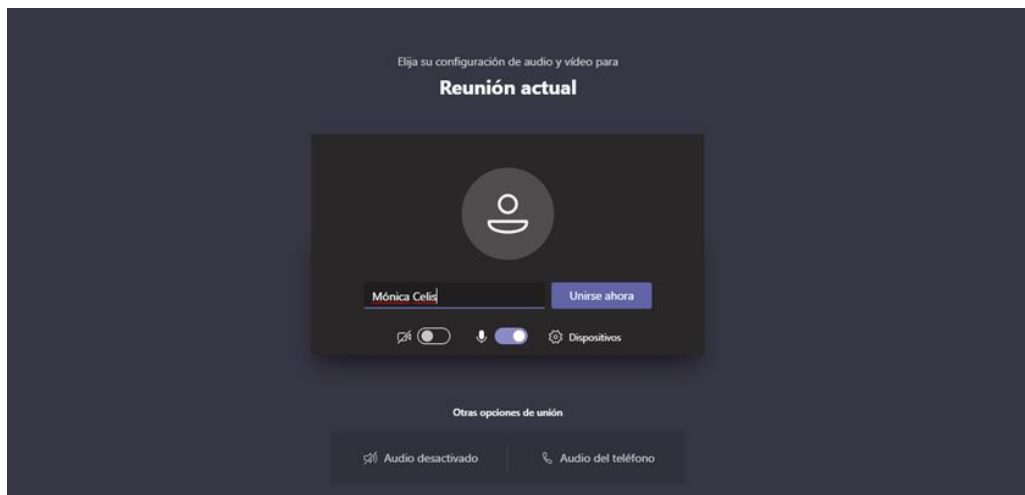 Elija su configuración de audio y vídeo para
Reunión actual
Mónica Celis
Unirse ahora
Dispositivos
Otras opciones de unión
Audio desactivado
Audio del teléfono